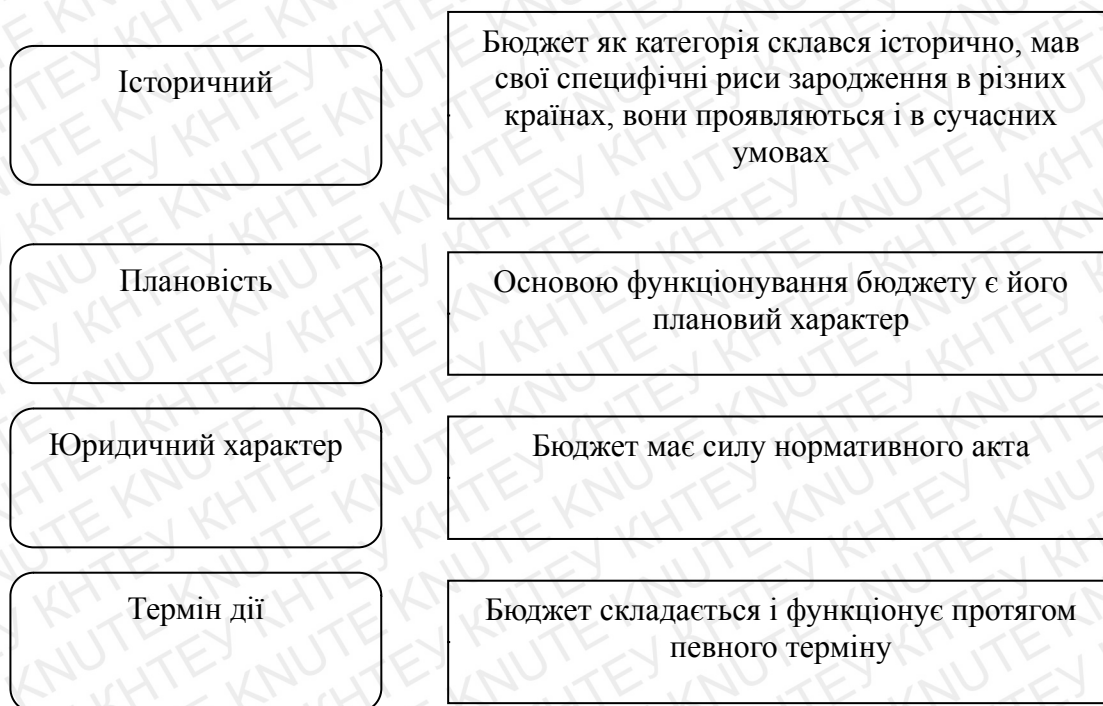 Історичний
Бюджет як категорія склався історично, мав
свої специфічні риси зародження в різних
країнах, вони проявляються і в сучасних
умовах
Плановість
Основою функціонування бюджету є його
плановий характер
Юридичний характер
Бюджет має силу нормативного акта
Термін дії
Бюджет складається і функціонує протягом
певного терміну